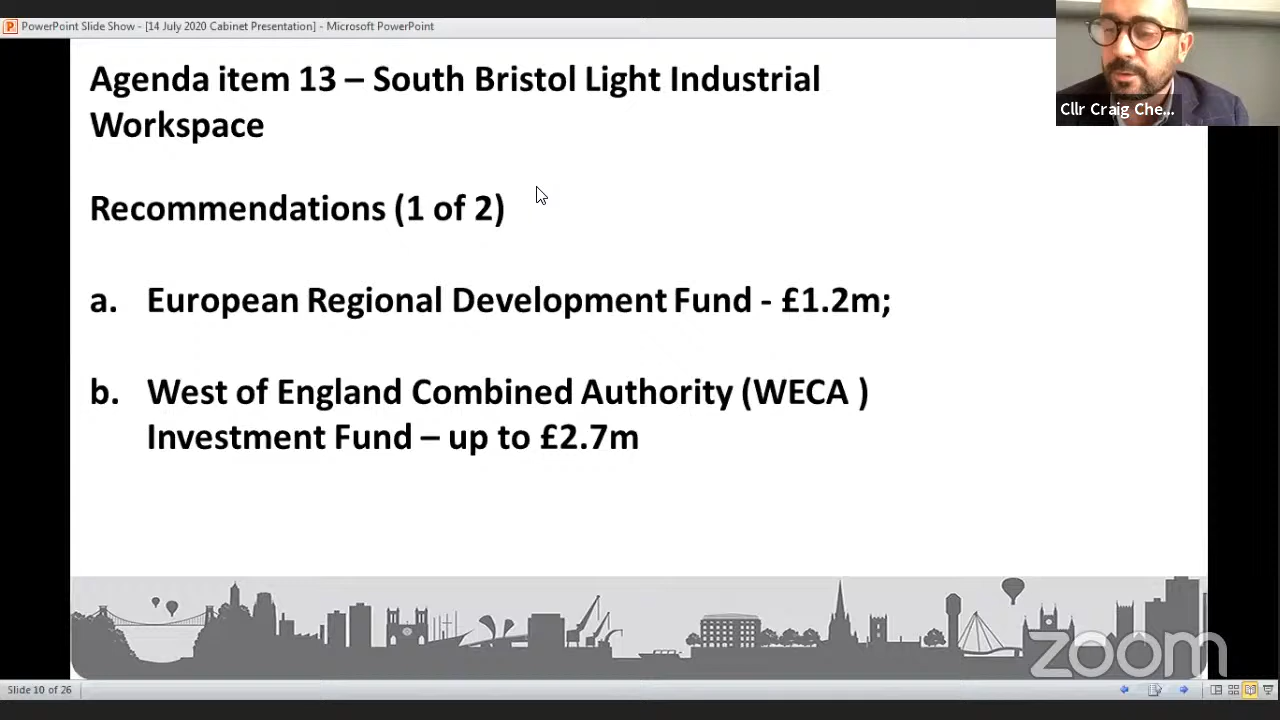 PowerPoint Slide Show - [14 July 2020 Cabinet Presentation] - Microsoft PowerPoint
Cllr Craig Che...
Agenda item 13 – South Bristol Light Industrial
Workspace
Recommendations (1 of 2)
a. European Regional Development Fund - £1.2m;
b. West of England Combined Authority (WECA )
Investment Fund – up to £2.7m
zoom
Slide 10 of 26